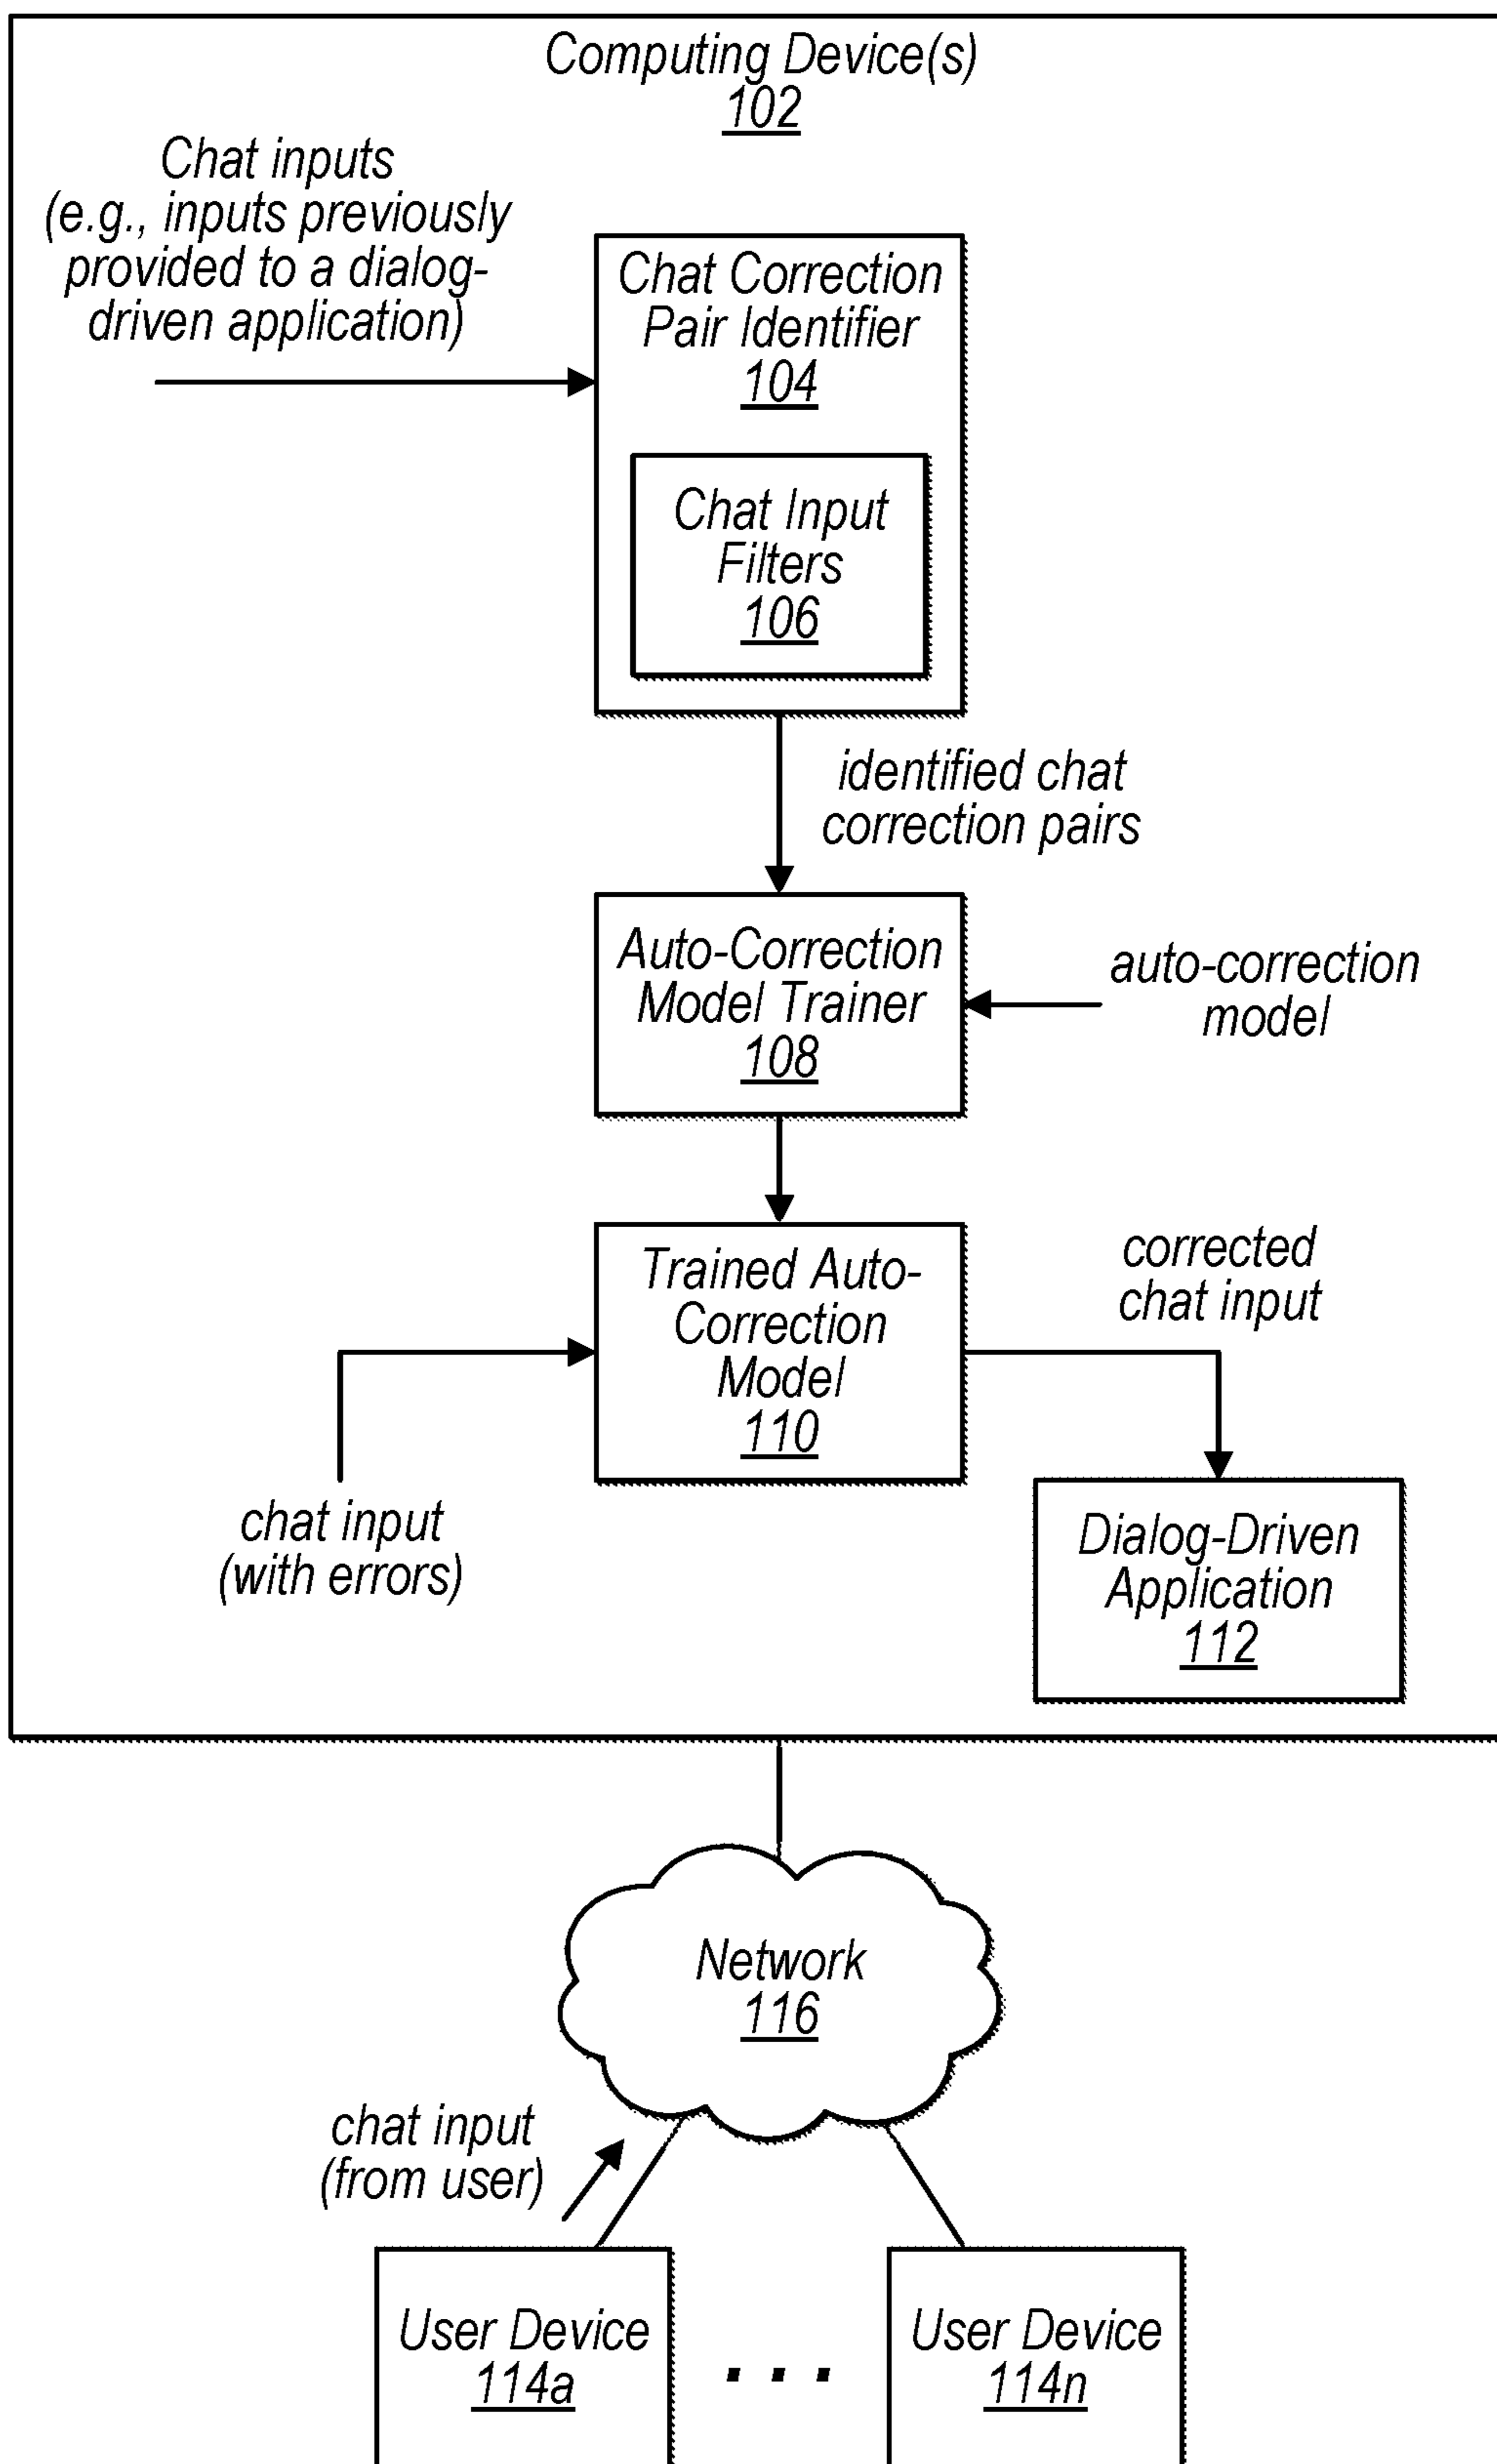 Computing Device(s)
102
Chat inputs
(e.g., inputs previously
provided to a dialog-
driven application)
Chat Correction
Pair Identifier
104
Chat Input
Filters
106
identified chat
correction pairs
Auto-Correction
Model Trainer
108
auto-correction
model
Trained Auto-
Correction
Model
110
corrected
chat input
chat input
(with errors)
Dialog-Driven
Application
112
Network
116
chat input
(from user)
User Device
114a
. . .
User Device
114n